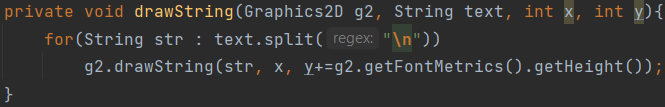 private void drawString(Graphics2D g2, String text, int x, int y){
for(String str : text.split( regex: "\n"))
g2.drawString(str, x, y+=g2.getFontMetrics().getHeight());
}